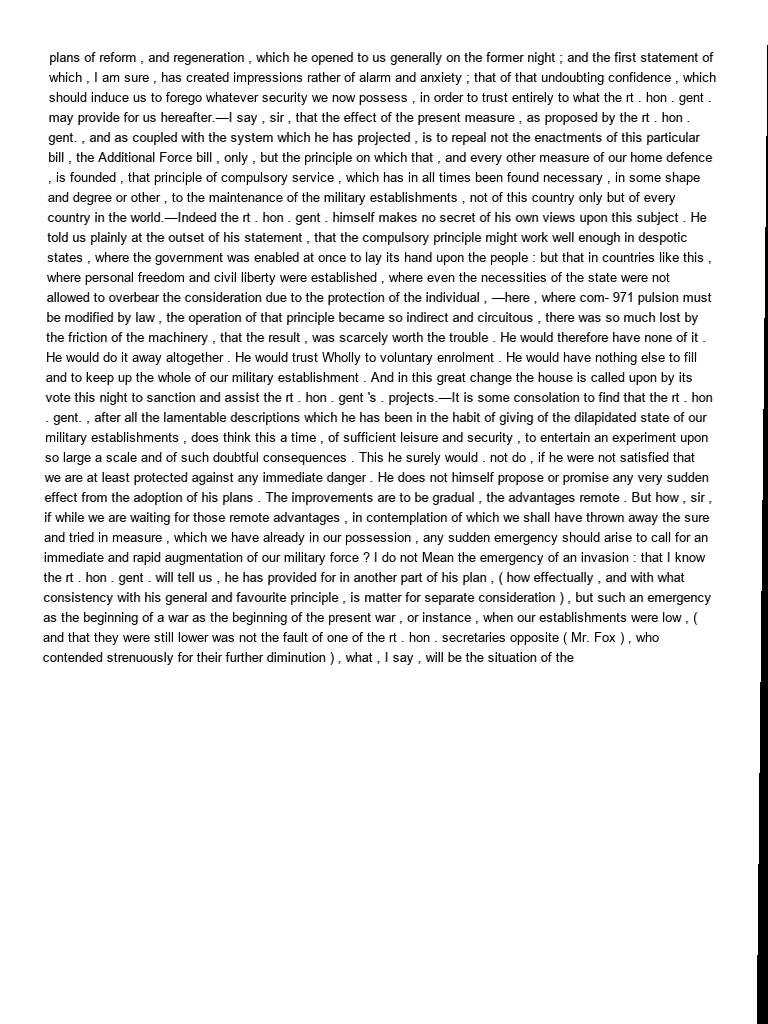 plans of reform , and regeneration , which he opened to us generally on the former night ; and the first statement of
which , I am sure , has created impressions rather of alarm and anxiety ; that of that undoubting confidence , which
should induce us to forego whatever security we now possess , in order to trust entirely to what the rt . hon . gent .
may provide for us hereafter.—I say , sir , that the effect of the present measure , as proposed by the rt . hon .
gent. , and as coupled with the system which he has projected , is to repeal not the enactments of this particular
bill , the Additional Force bill , only , but the principle on which that , and every other measure of our home defence
, is founded , that principle of compulsory service , which has in all times been found necessary , in some shape
and degree or other , to the maintenance of the military establishments , not of this country only but of every
country in the world.—Indeed the rt . hon . gent . himself makes no secret of his own views upon this subject . He
told us plainly at the outset of his statement , that the compulsory principle might work well enough in despotic
states , where the government was enabled at once to lay its hand upon the people : but that in countries like this ,
where personal freedom and civil liberty were established , where even the necessities of the state were not
allowed to overbear the consideration due to the protection of the individual , —here , where com- 971 pulsion must
be modified by law , the operation of that principle became so indirect and circuitous , there was so much lost by
the friction of the machinery , that the result , was scarcely worth the trouble . He would therefore have none of it .
He would do it away altogether . He would trust Wholly to voluntary enrolment . He would have nothing else to fill
and to keep up the whole of our military establishment . And in this great change the house is called upon by its
vote this night to sanction and assist the rt . hon . gent 's . projects.—It is some consolation to find that the rt . hon
. gent. , after all the lamentable descriptions which he has been in the habit of giving of the dilapidated state of our
military establishments , does think this a time , of sufficient leisure and security , to entertain an experiment upon
so large a scale and of such doubtful consequences . This he surely would . not do , if he were not satisfied that
we are at least protected against any immediate danger . He does not himself propose or promise any very sudden
effect from the adoption of his plans . The improvements are to be gradual , the advantages remote . But how , sir ,
if while we are waiting for those remote advantages , in contemplation of which we shall have thrown away the sure
and tried in measure , which we have already in our possession , any sudden emergency should arise to call for an
immediate and rapid augmentation of our military force ? I do not Mean the emergency of an invasion : that I know
the rt . hon . gent . will tell us , he has provided for in another part of his plan , ( how effectually , and with what
consistency with his general and favourite principle , is matter for separate consideration ) , but such an emergency
as the beginning of a war as the beginning of the present war , or instance , when our establishments were low , (
and that they were still lower was not the fault of one of the rt . hon . secretaries opposite ( Mr. Fox ) , who
contended strenuously for their further diminution ) , what , I say , will be the situation of the